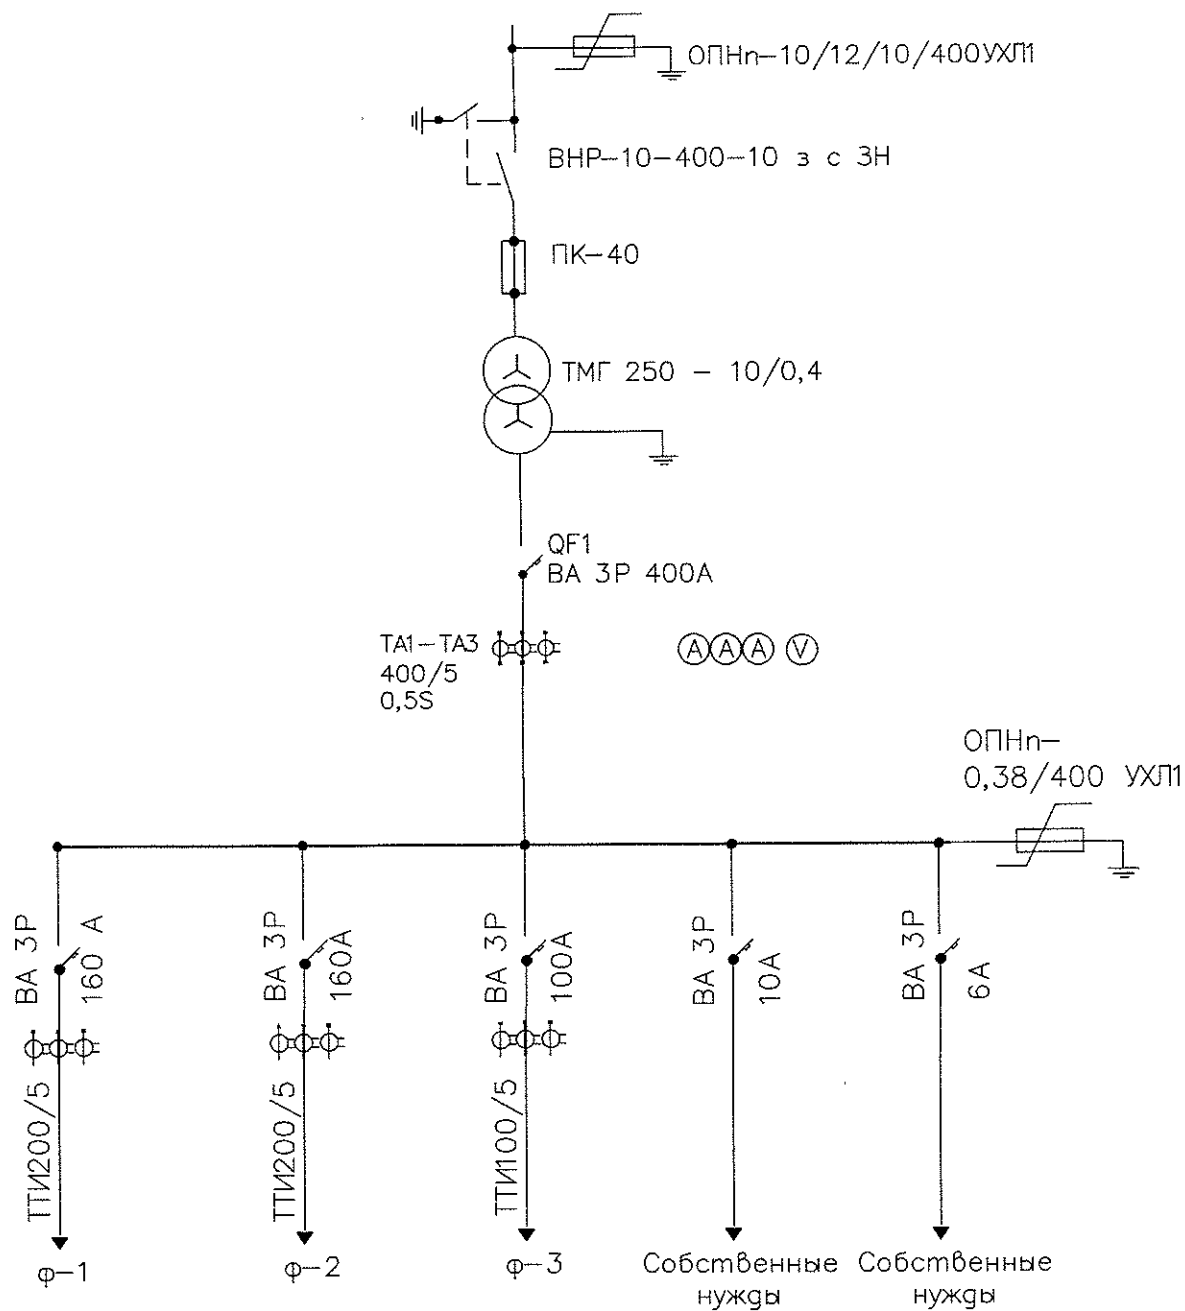 ОПНп-10/12/10/400УХЛ1
ВНР-10-400-10 з с ЗН
ПК-40
ТМГ 250 - 10/0,4
QF1
ВА 3Р 400А
ТА1-ТА3
400/5
0,5S
А А А V
ОПНп-
0,38/400 УХЛ1
ВА 3Р
160 А
ТТИ200/5
ф-1
ВА 3Р
160А
ТТИ200/5
ф-2
ВА 3Р
100А
ТТИ100/5
ф-3
ВА 3Р
10А
Собственные
нужды
ВА 3Р
6А
Собственные
нужды